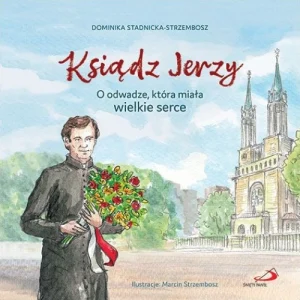 DOMINIKA STADNICKA-STRZEMBOSZ
Ksiądz Jerzy
O odwadze, która miała
wielkie serce
Ilustracje: Marcin Strzembosz
ŚWIĘTY PAWEŁ